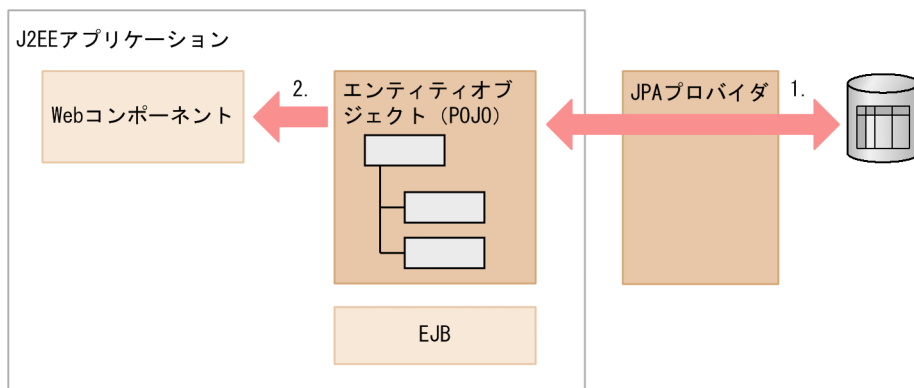 J2EEアプリケーション
Webコンポーネント
2.
エンティティオブ
ジェクト（POJO）
JPAプロバイダ
1.
EJB